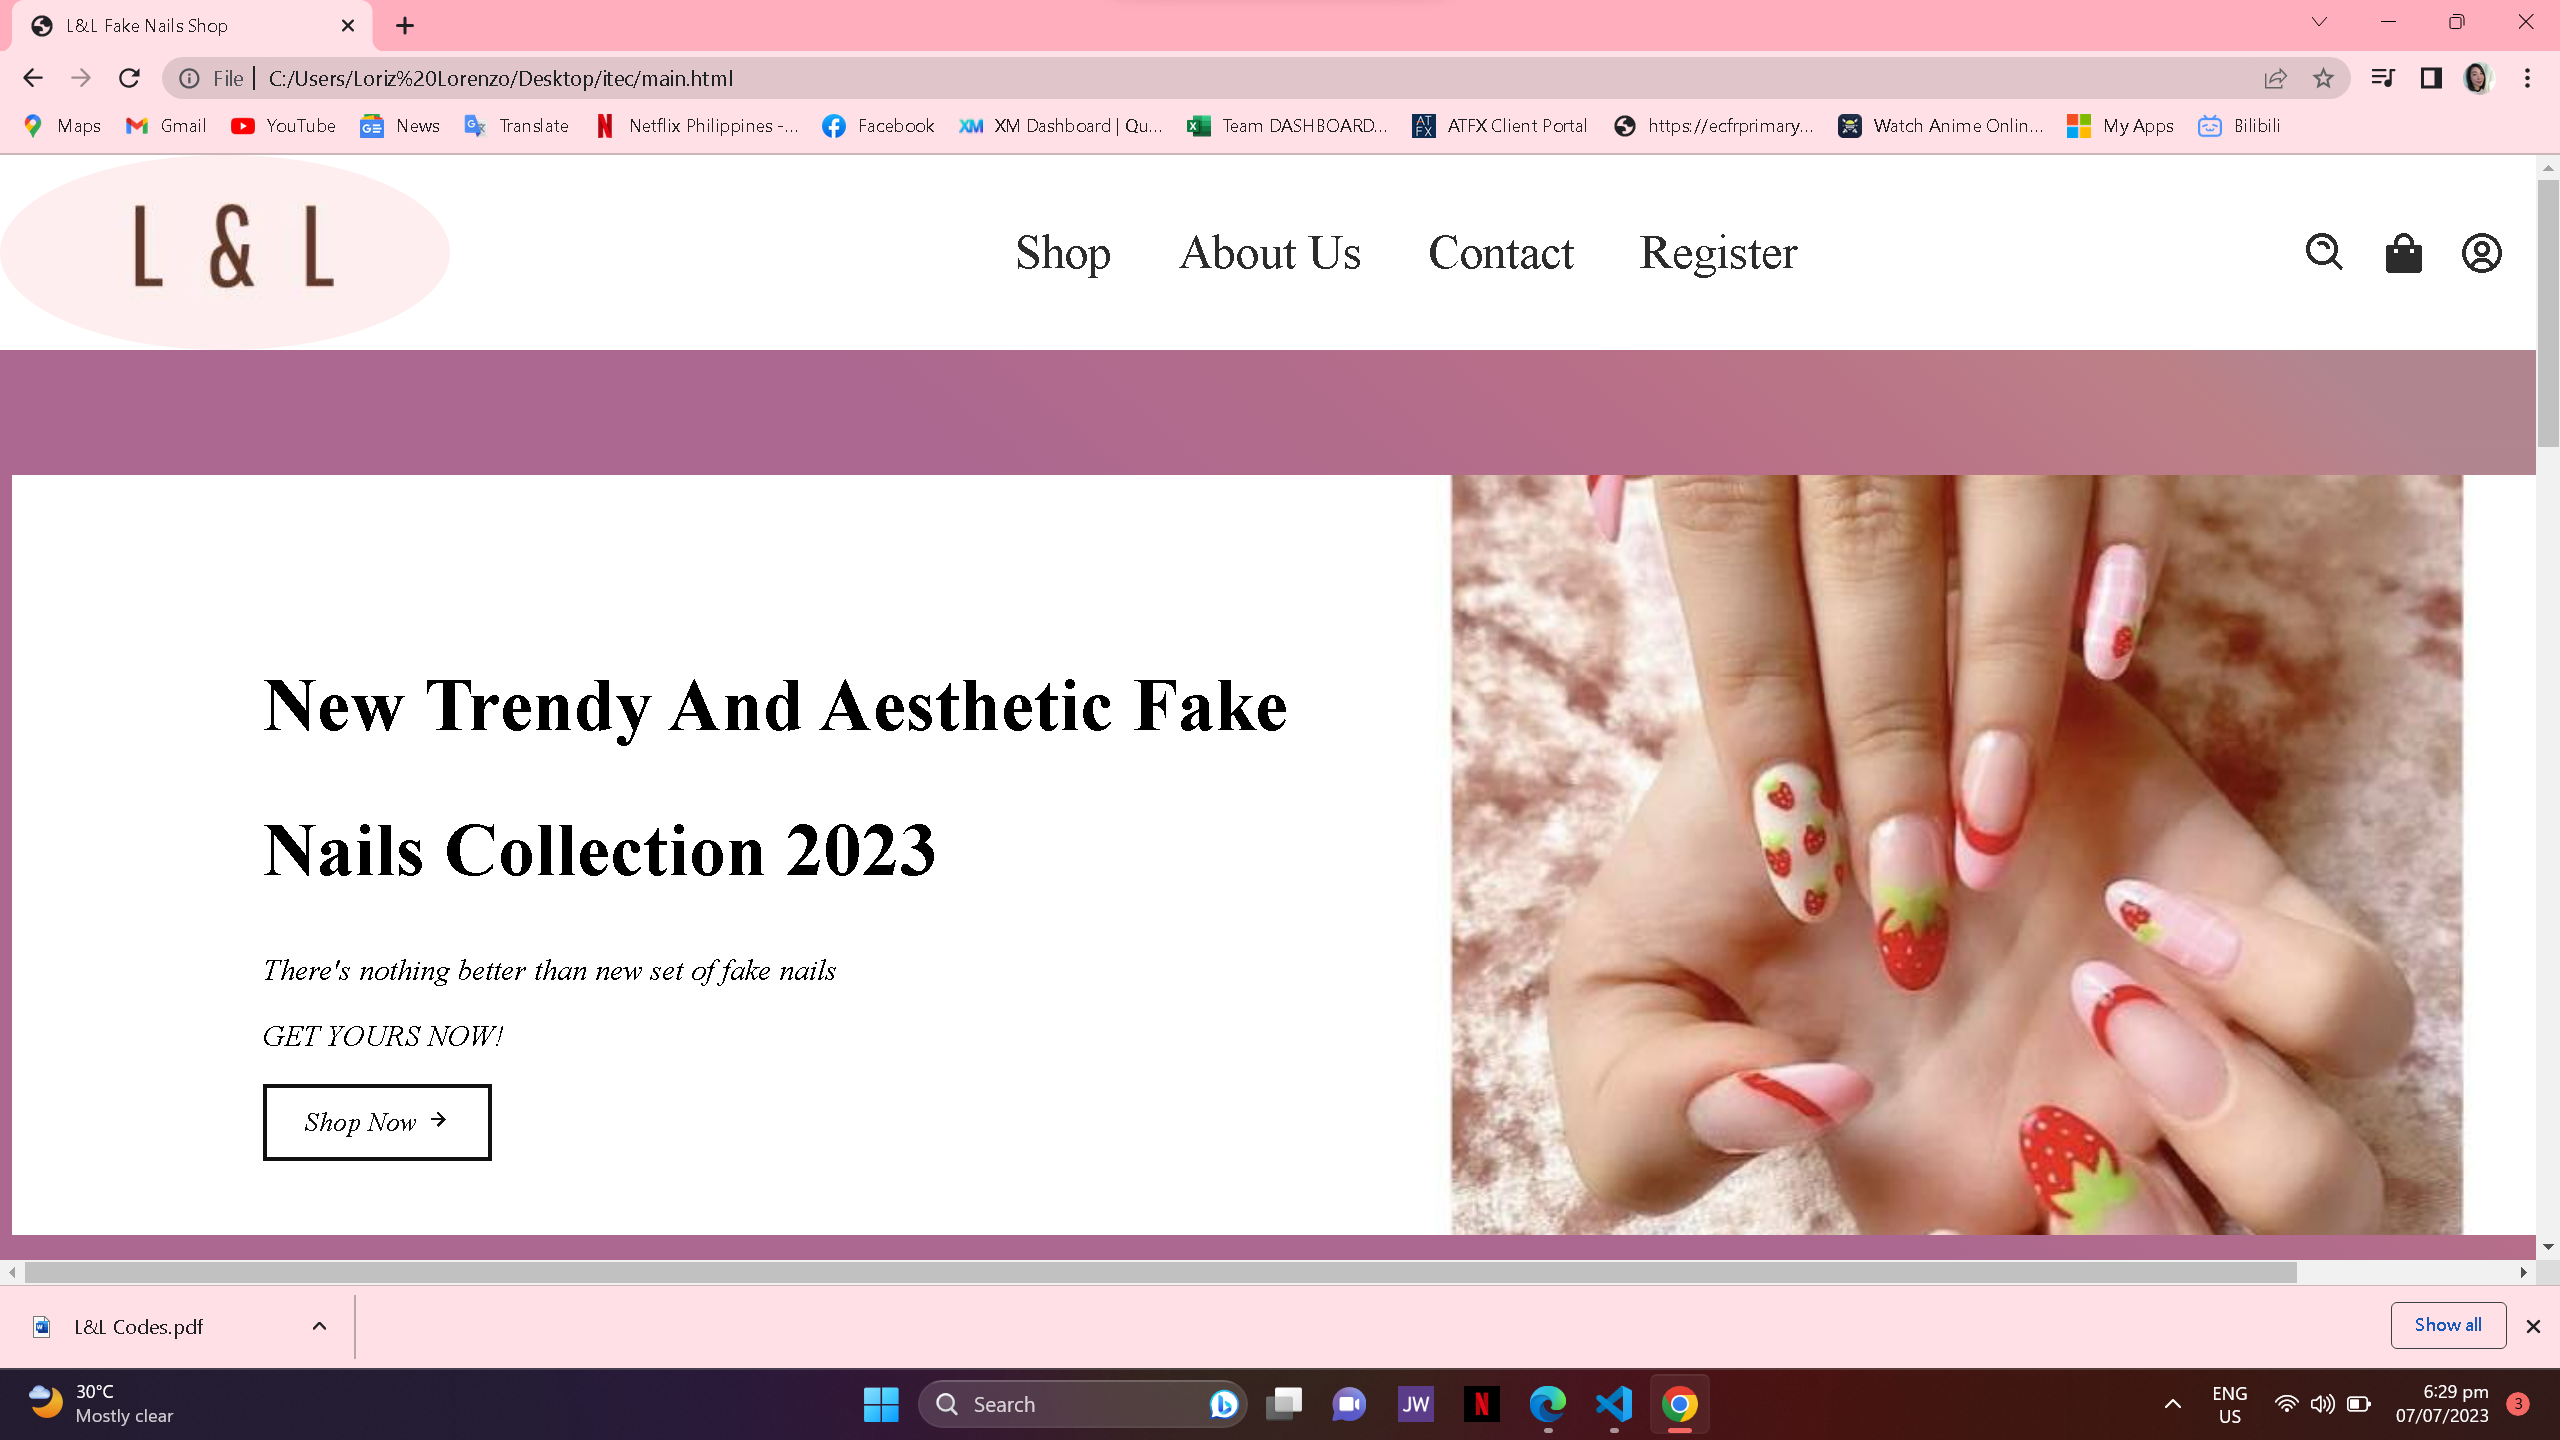 L&L Fake Nails Shop
File | C:/Users/Loriz%20Lorenzo/Desktop/itec/main.html
Maps Gmail YouTube News Translate Netflix Philippines -... Facebook XM Dashboard | Qu... Team DASHBOARD... ATFX Client Portal https://ecfrprimary... Watch Anime Onlin... My Apps Bilibili
L & L
Shop About Us Contact Register
New Trendy And Aesthetic Fake
Nails Collection 2023
There's nothing better than new set of fake nails
GET YOURS NOW!
Shop Now
L&L Codes.pdf
Show all
30°C
Mostly clear
Search
JW
N
ENG
US
6:29 pm
07/07/2023
3